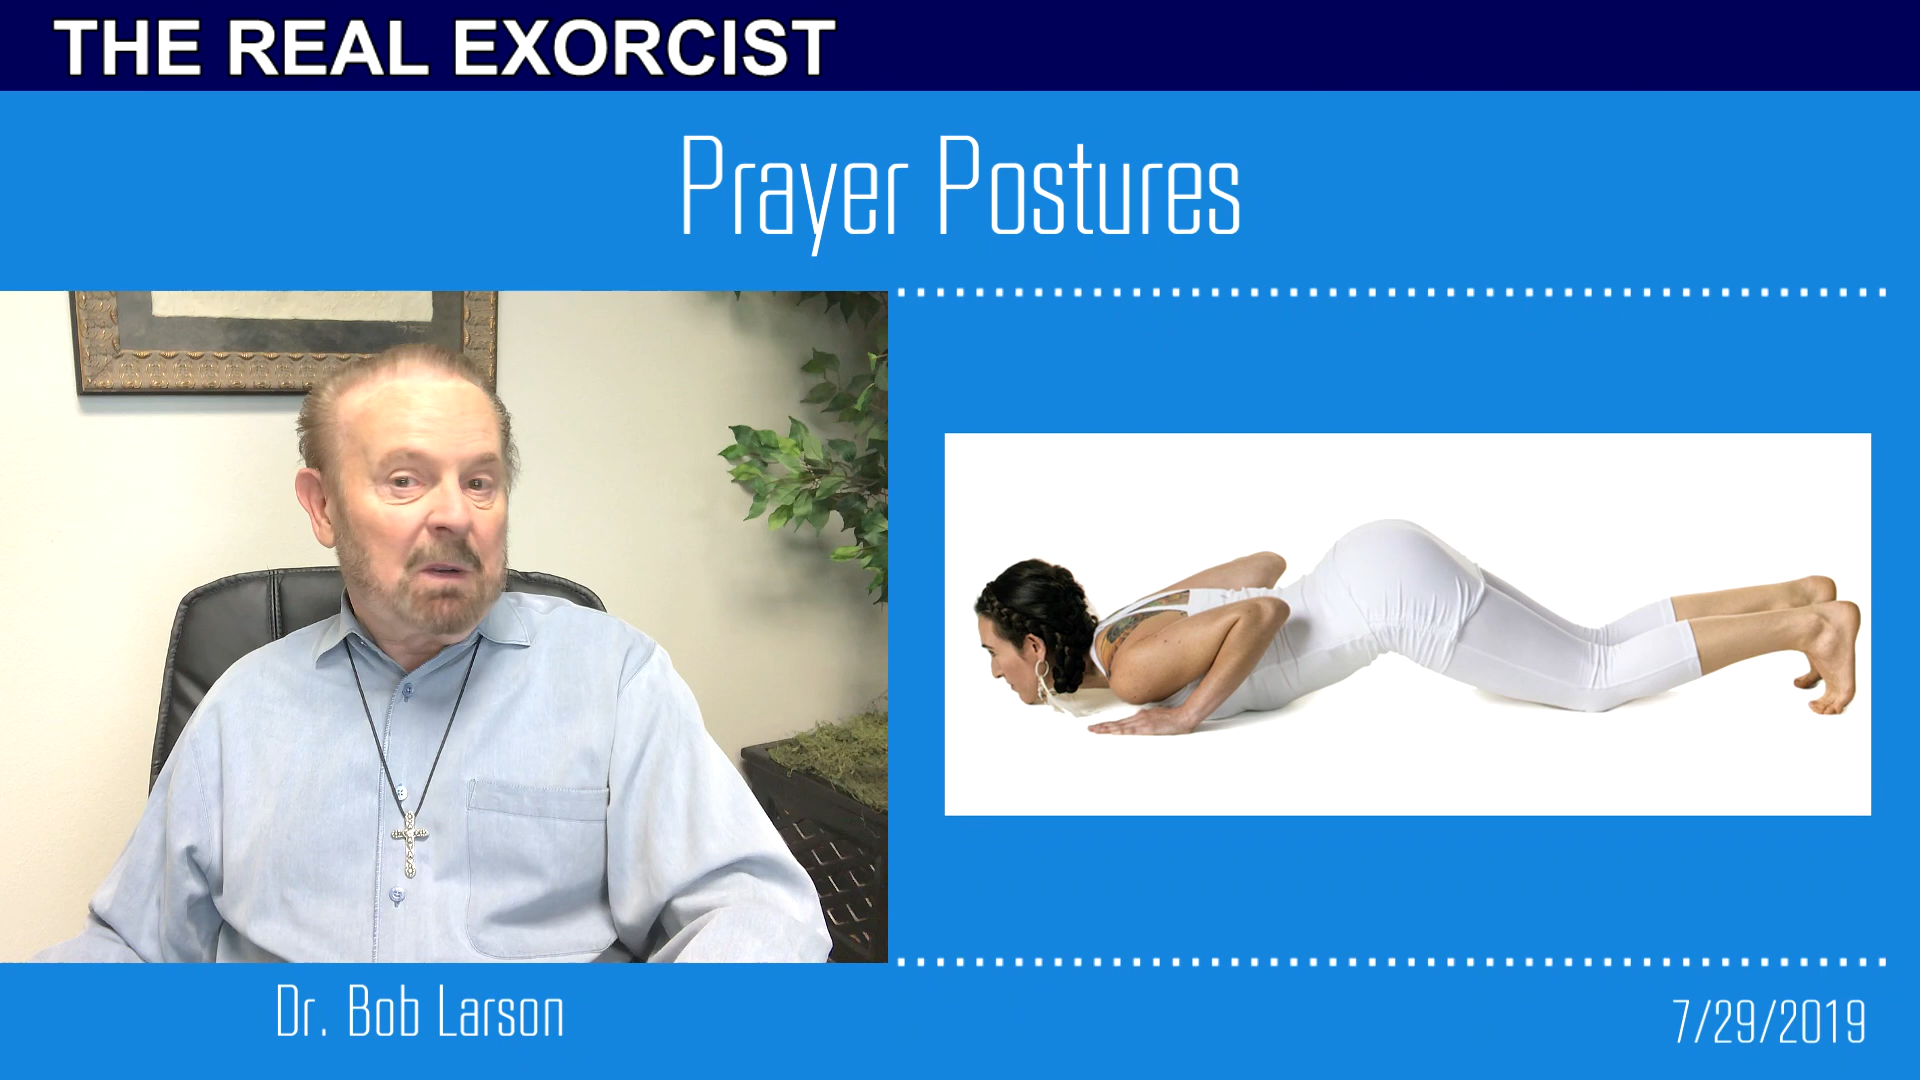 THE REAL EXORCIST
Prayer Postures
Dr. Bob Larson
7/29/2019